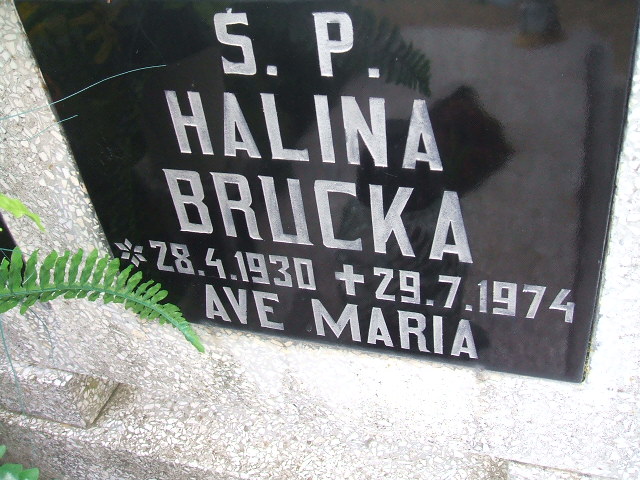 Ś. P.
HALINA
BRUCKA
* 28.4.1930 ✝ 29.7.1974
AVE MARIA